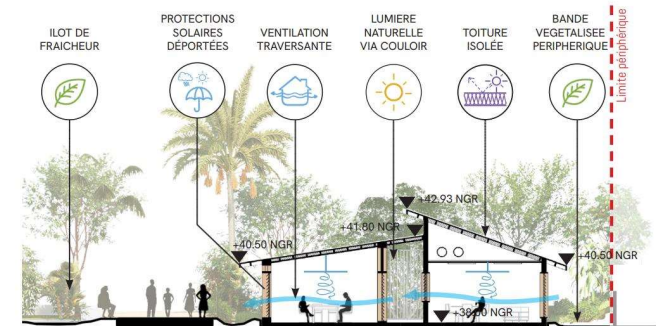 ILOT DE
FRAICHEUR
PROTECTIONS
SOLAIRES
DÉPORTÉES
VENTILATION
TRAVERSANTE
LUMIERE
NATURELLE
VIA COULOIR
TOITURE
ISOLÉE
BANDE
VEGETALISEE
PERIPHERIQUE
Limite périphérique
+42.93 NGR
+41.80 NGR
+40.50 NGR
+40.50 NGR
+38.00 NGR